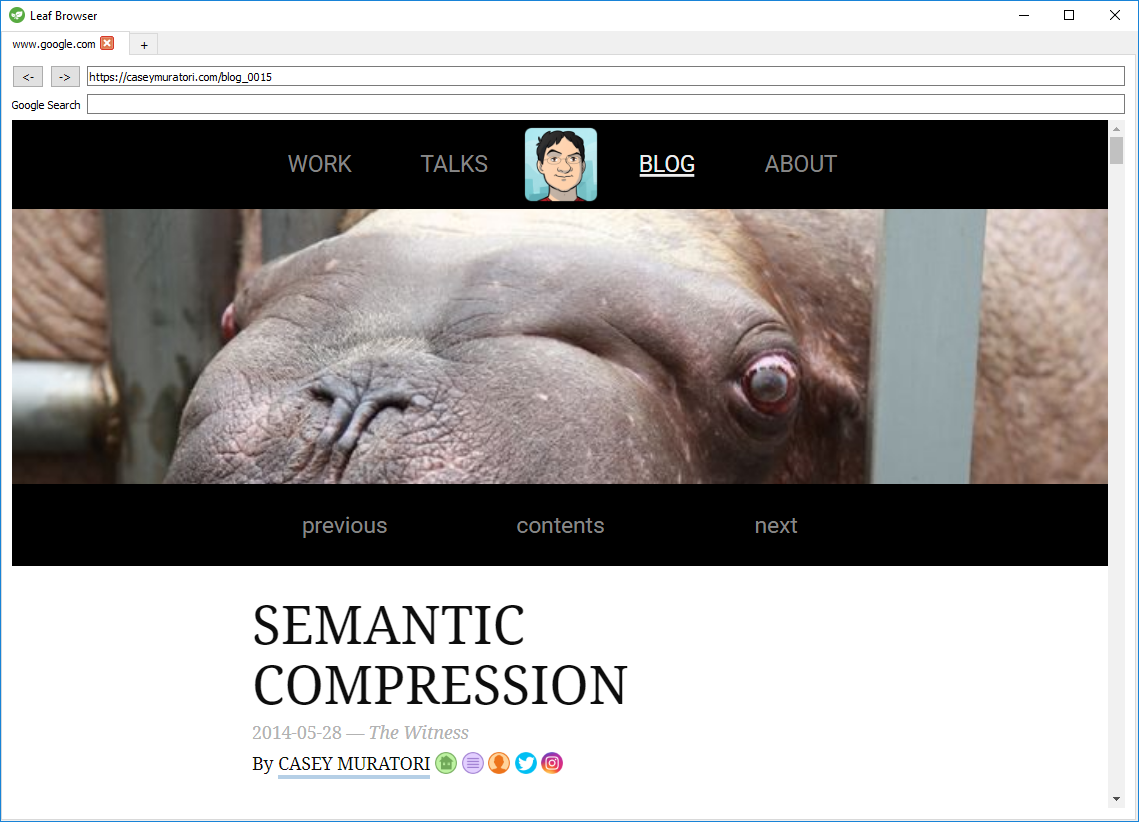 Leaf Browser
www.google.com +
<- -> https://caseymuratori.com/blog_0015
Google Search
WORK TALKS BLOG ABOUT
previous contents next
SEMANTIC
COMPRESSION
2014-05-28 — The Witness
By CASEY MURATORI